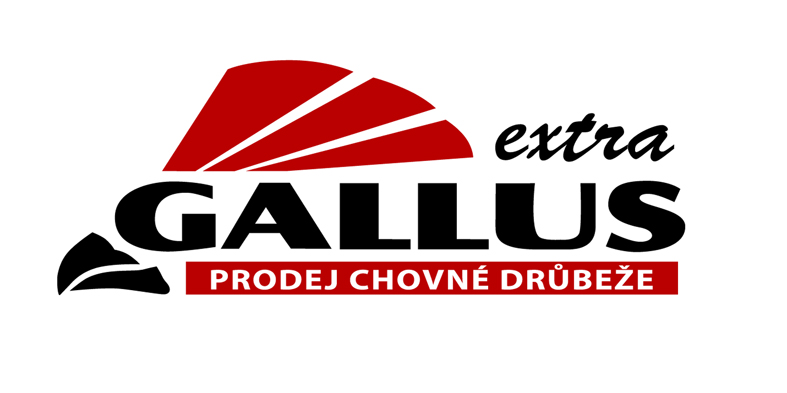 extra
GALLUS
PRODEJ CHOVNÉ DRŮBEŽE